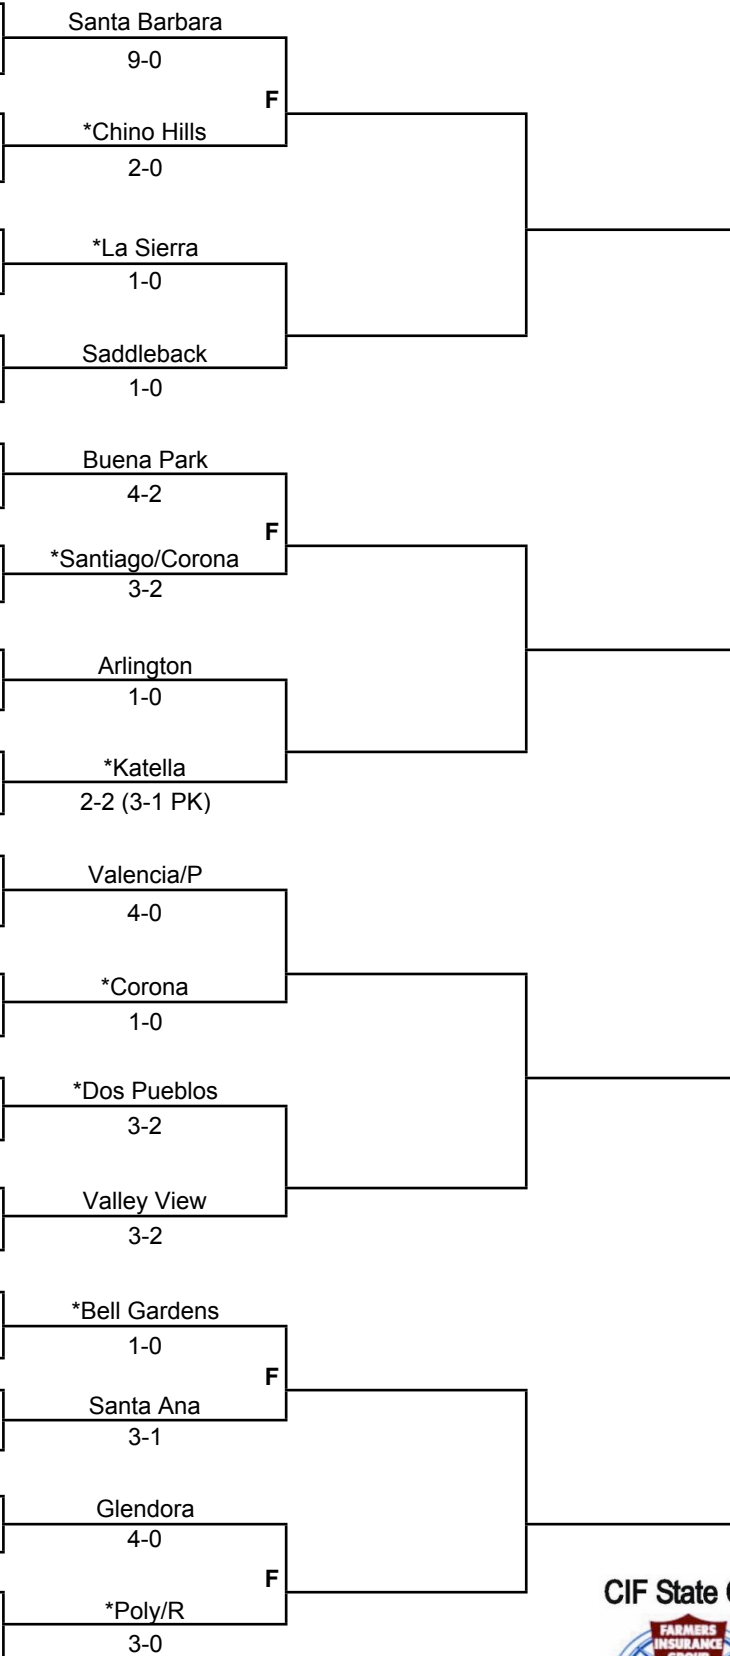 Santa Barbara
9-0
F
*Chino Hills
2-0
*La Sierra
1-0
Saddleback
1-0
Buena Park
4-2
F
*Santiago/Corona
3-2
Arlington
1-0
*Katella
2-2 (3-1 PK)
Valencia/P
4-0
*Corona
1-0
*Dos Pueblos
3-2
Valley View
3-2
*Bell Gardens
1-0
F
Santa Ana
3-1
Glendora
4-0
F
*Poly/R
3-0
CIF State
FARMERS
INSURANCE
GROUP